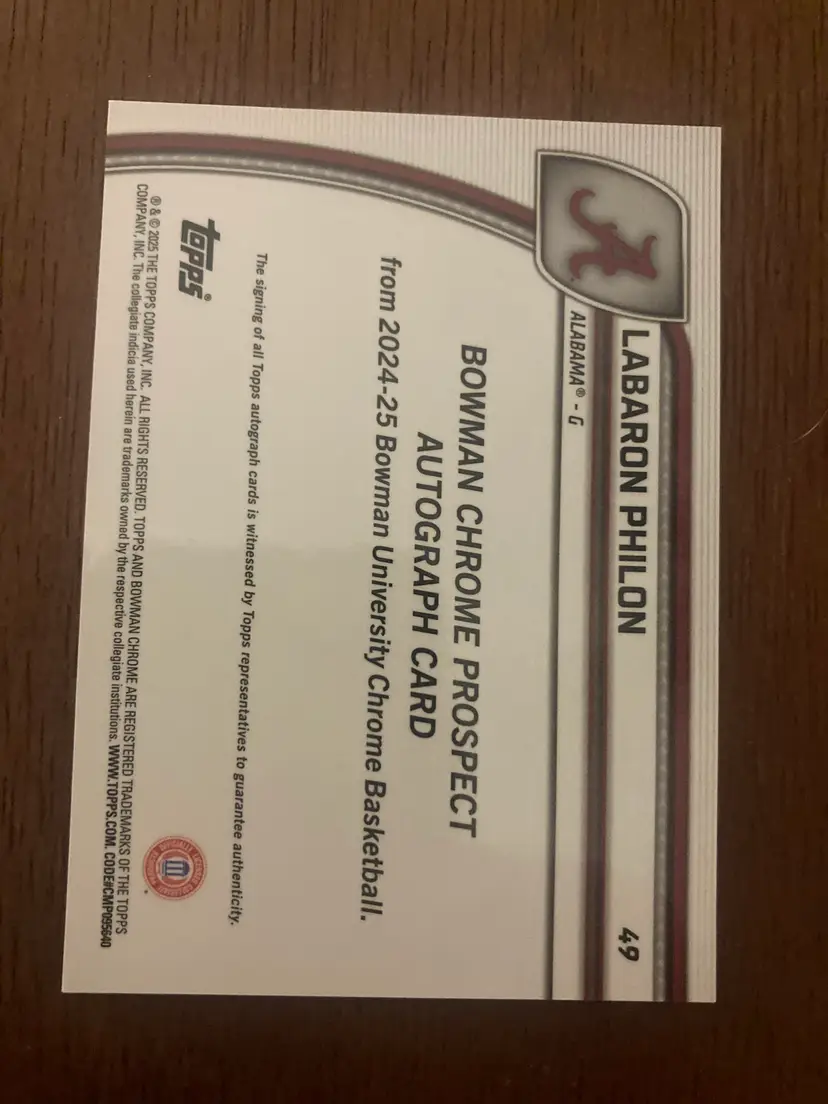 LABARON PHILON 49
ALABAMA® - G
BOWMAN CHROME PROSPECT
AUTOGRAPH CARD
from 2024-25 Bowman University Chrome Basketball.
The signing of all Topps autograph cards is witnessed by Topps representatives to guarantee authenticity.
topps®
® & © 2025 THE TOPPS COMPANY, INC. ALL RIGHTS RESERVED. TOPPS AND BOWMAN CHROME ARE REGISTERED TRADEMARKS OF THE TOPPS
COMPANY, INC. The collegiate indicia used herein are trademarks owned by the respective collegiate institutions. WWW.TOPPS.COM. CODE#CMP095640